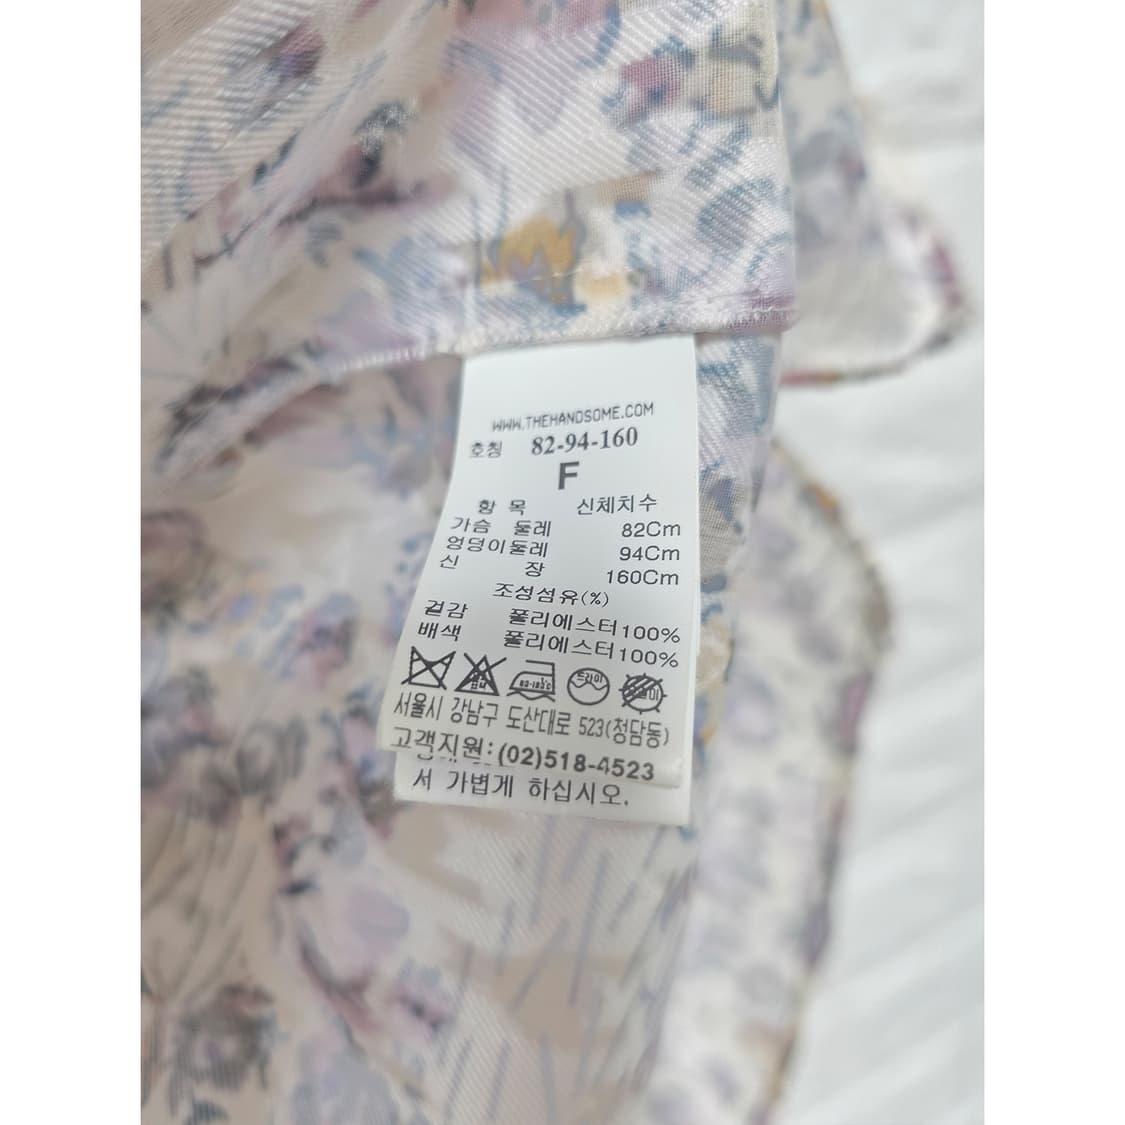 WWW.THEHANDSOME.COM
호칭 82-94-160
F
항 목 신체치수
가슴 둘레 82Cm
엉덩이둘레 94Cm
신 장 160Cm
조성섬유(%)
겉감 폴리에스터100%
배색 폴리에스터100%
드라이
서울시 강남구 도산대로 523(청담동)
고객지원:(02)518-4523
서 가볍게 하십시오.